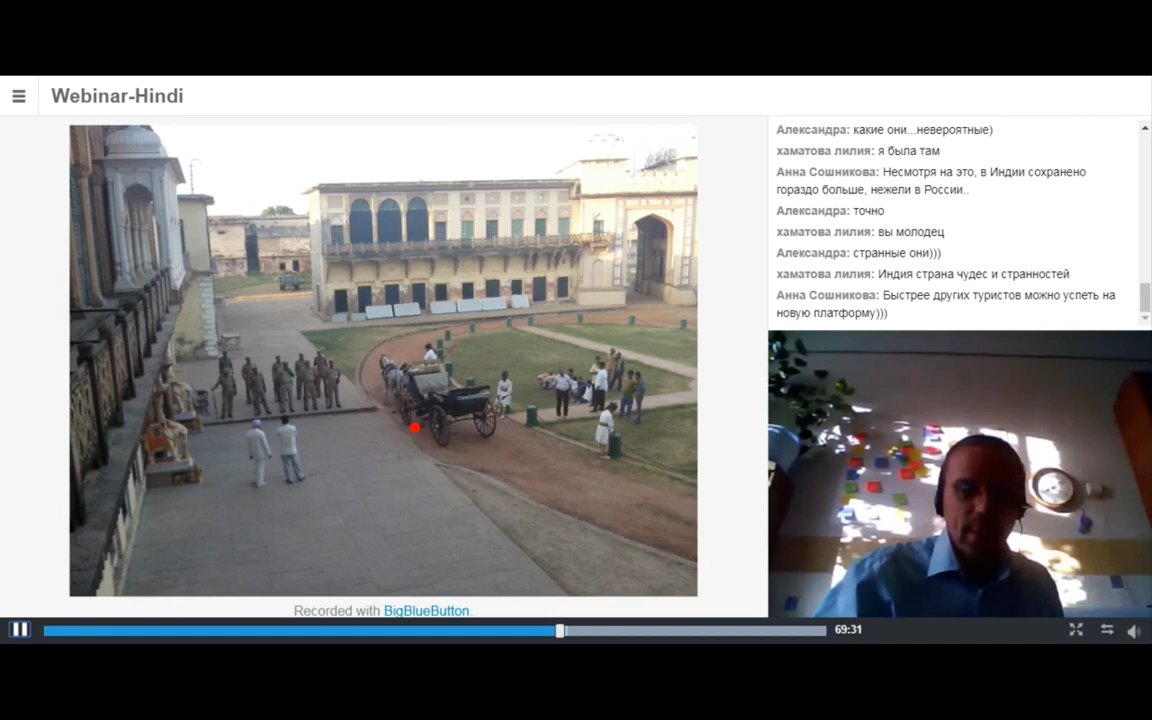 Webinar-Hindi
Александра: какие они...невероятные)
хаматова лилия: я была там
Анна Сошникова: Несмотря на это, в Индии сохранено
гораздо больше, нежели в России..
Александра: точно
хаматова лилия: вы молодец
Александра: странные они)))
хаматова лилия: Индия страна чудес и странностей
Анна Сошникова: Быстрее других туристов можно успеть на
новую платформу)))
Recorded with BigBlueButton.
69:31